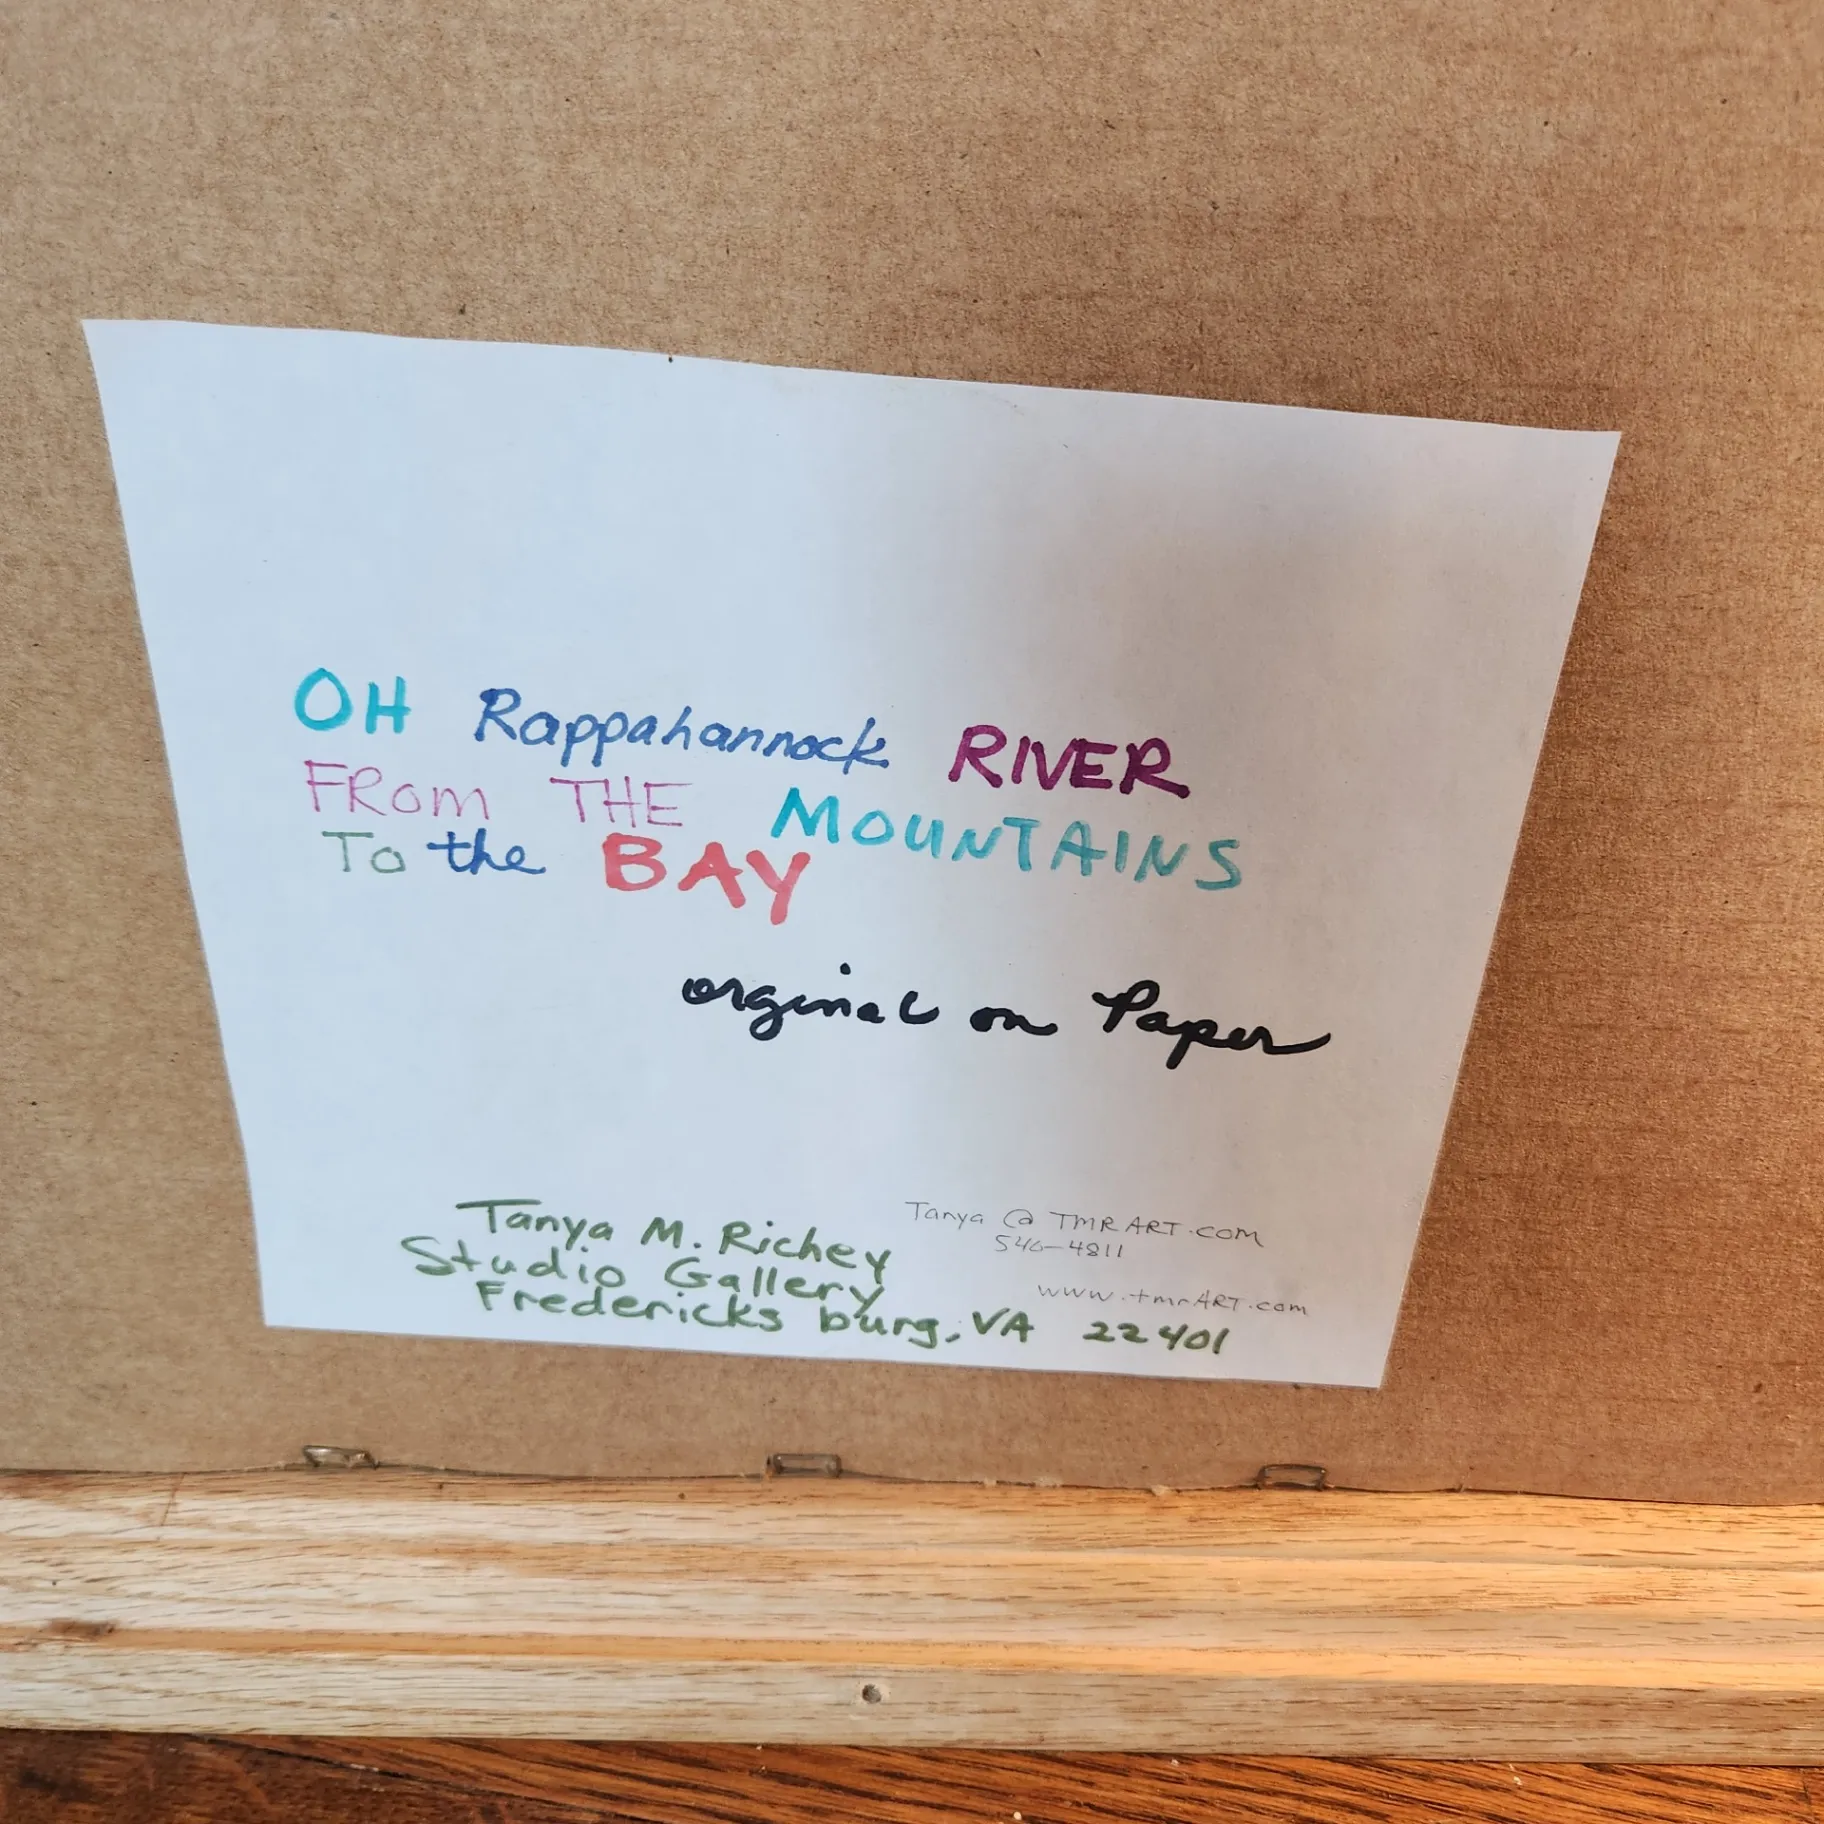 OH Rappahannock RIVER
FROM THE MOUNTAINS
To the BAY
orginal on Paper
Tanya M. Richey
Studio Gallery
Fredericks burg, VA 22401
Tanya @ TMRART.com
540-4811
www.tmrART.com